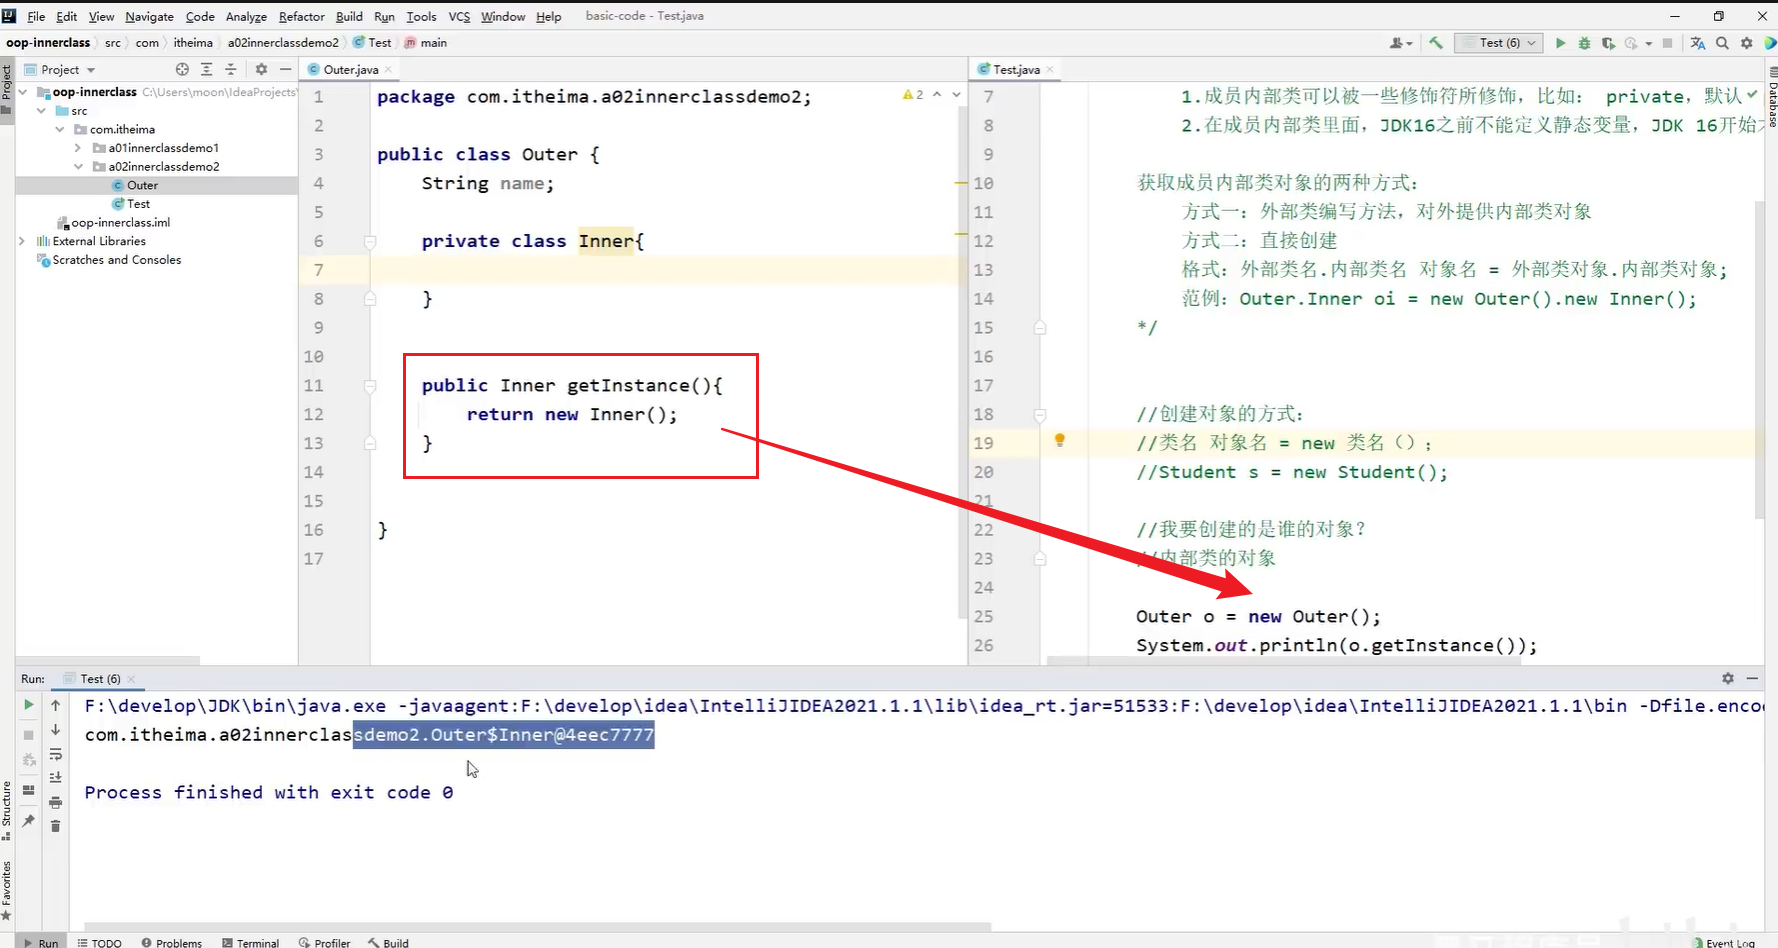 File Edit View Navigate Code Analyze Refactor Build Run Tools VCS Window Help basic-code - Test.java
oop-innerclass src com itheima a02innerclassdemo2 Test main
Test (6)
Project
Project
oop-innerclass C:\Users\moon\IdeaProjects\
src
com.itheima
a01innerclassdemo1
a02innerclassdemo2
Outer
Test
oop-innerclass.iml
External Libraries
Scratches and Consoles
Outer.java
2
1 package com.itheima.a02innerclassdemo2;
2
3 public class Outer {
4 String name;
5
6 private class Inner{
7
8 }
9
10
11 public Inner getInstance(){
12 return new Inner();
13 }
14
15
16 }
17
Test.java
Database
7 1.成员内部类可以被一些修饰符所修饰，比如： private，默认
8 2.在成员内部类里面，JDK16之前不能定义静态变量，JDK 16开始
9
10 获取成员内部类对象的两种方式：
11 方式一：外部类编写方法，对外提供内部类对象
12 方式二：直接创建
13 格式：外部类名.内部类名 对象名 = 外部类对象.内部类对象;
14 范例：Outer.Inner oi = new Outer().new Inner();
15 */
16
17
18 //创建对象的方式：
19 //类名 对象名 = new 类名（）；
20 //Student s = new Student();
21
22 //我要创建的是谁的对象？
23 //内部类的对象
24
25 Outer o = new Outer();
26 System.out.println(o.getInstance());
Run: Test (6)
F:\develop\JDK\bin\java.exe -javaagent:F:\develop\idea\IntelliJIDEA2021.1.1\lib\idea_rt.jar=51533:F:\develop\idea\IntelliJIDEA2021.1.1\bin -Dfile.enco
com.itheima.a02innerclassdemo2.Outer$Inner@4eec7777
Process finished with exit code 0
Structure
Favorites
Run TODO Problems Terminal Profiler Build Event Log